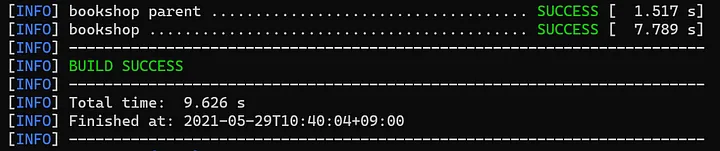 [INFO] bookshop parent ................................... SUCCESS [  1.517 s]
[INFO] bookshop .......................................... SUCCESS [  7.789 s]
[INFO] ------------------------------------------------------------------------
[INFO] BUILD SUCCESS
[INFO] ------------------------------------------------------------------------
[INFO] Total time:  9.626 s
[INFO] Finished at: 2021-05-29T10:40:04+09:00
[INFO] ------------------------------------------------------------------------